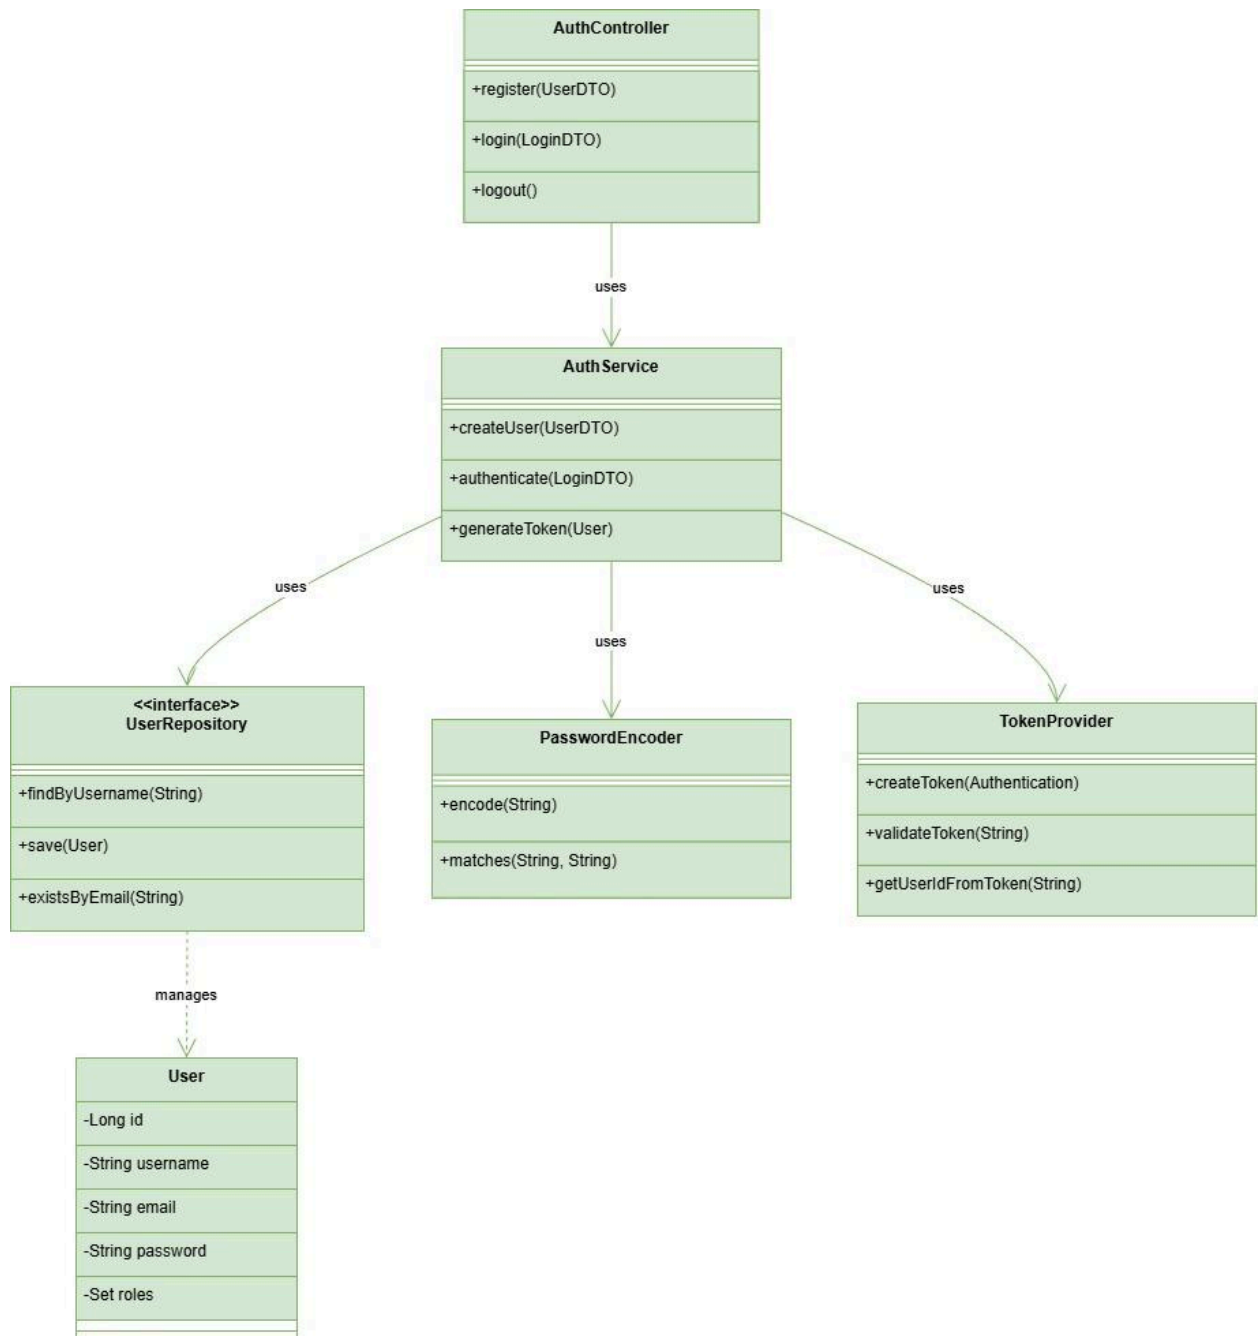 AuthController
+register(UserDTO)
+login(LoginDTO)
+logout()
uses
AuthService
+createUser(UserDTO)
+authenticate(LoginDTO)
+generateToken(User)
uses
uses
uses
<<interface>>
UserRepository
+findByUsername(String)
+save(User)
+existsByEmail(String)
PasswordEncoder
+encode(String)
+matches(String, String)
TokenProvider
+createToken(Authentication)
+validateToken(String)
+getUserIdFromToken(String)
manages
User
-Long id
-String username
-String email
-String password
-Set roles